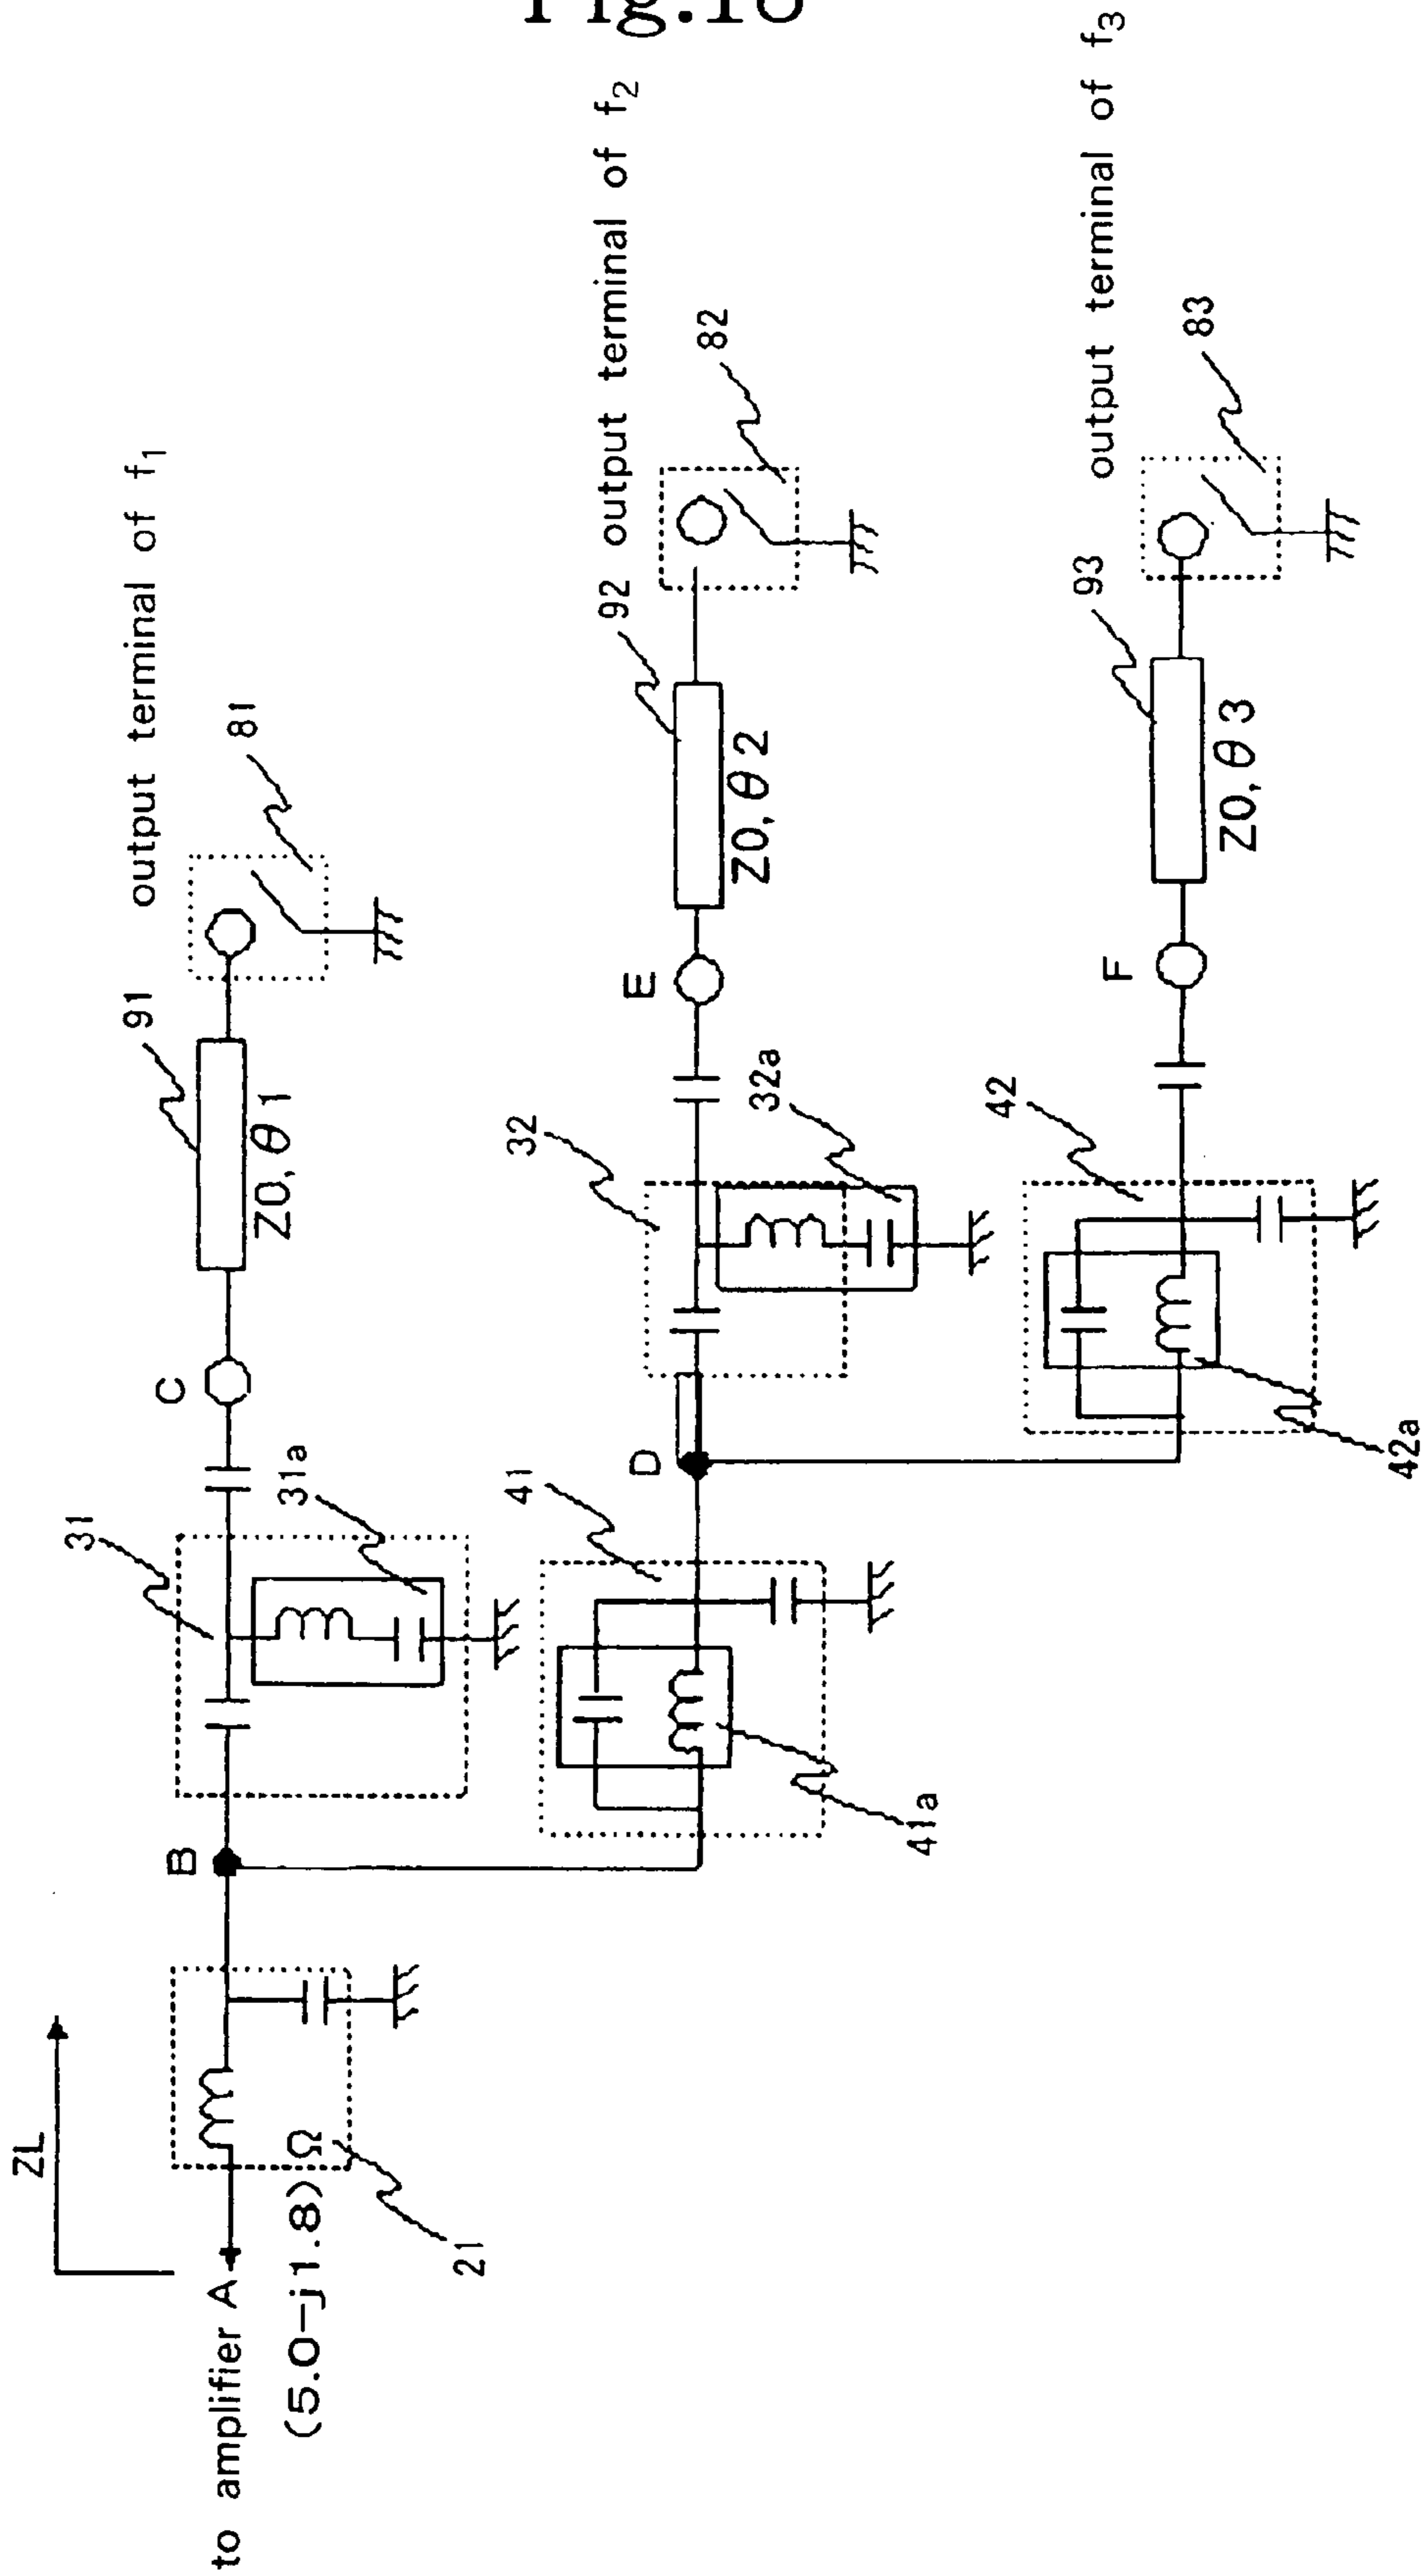 Fig.18
ZL
to amplifier A
(5.0-j1.8)Ω
21
B
31
31a
C
91
Z0, θ1
81
output terminal of f₁
41
41a
D
32
32a
E
92
Z0, θ2
82
output terminal of f₂
42
42a
F
93
Z0, θ3
83
output terminal of f₃